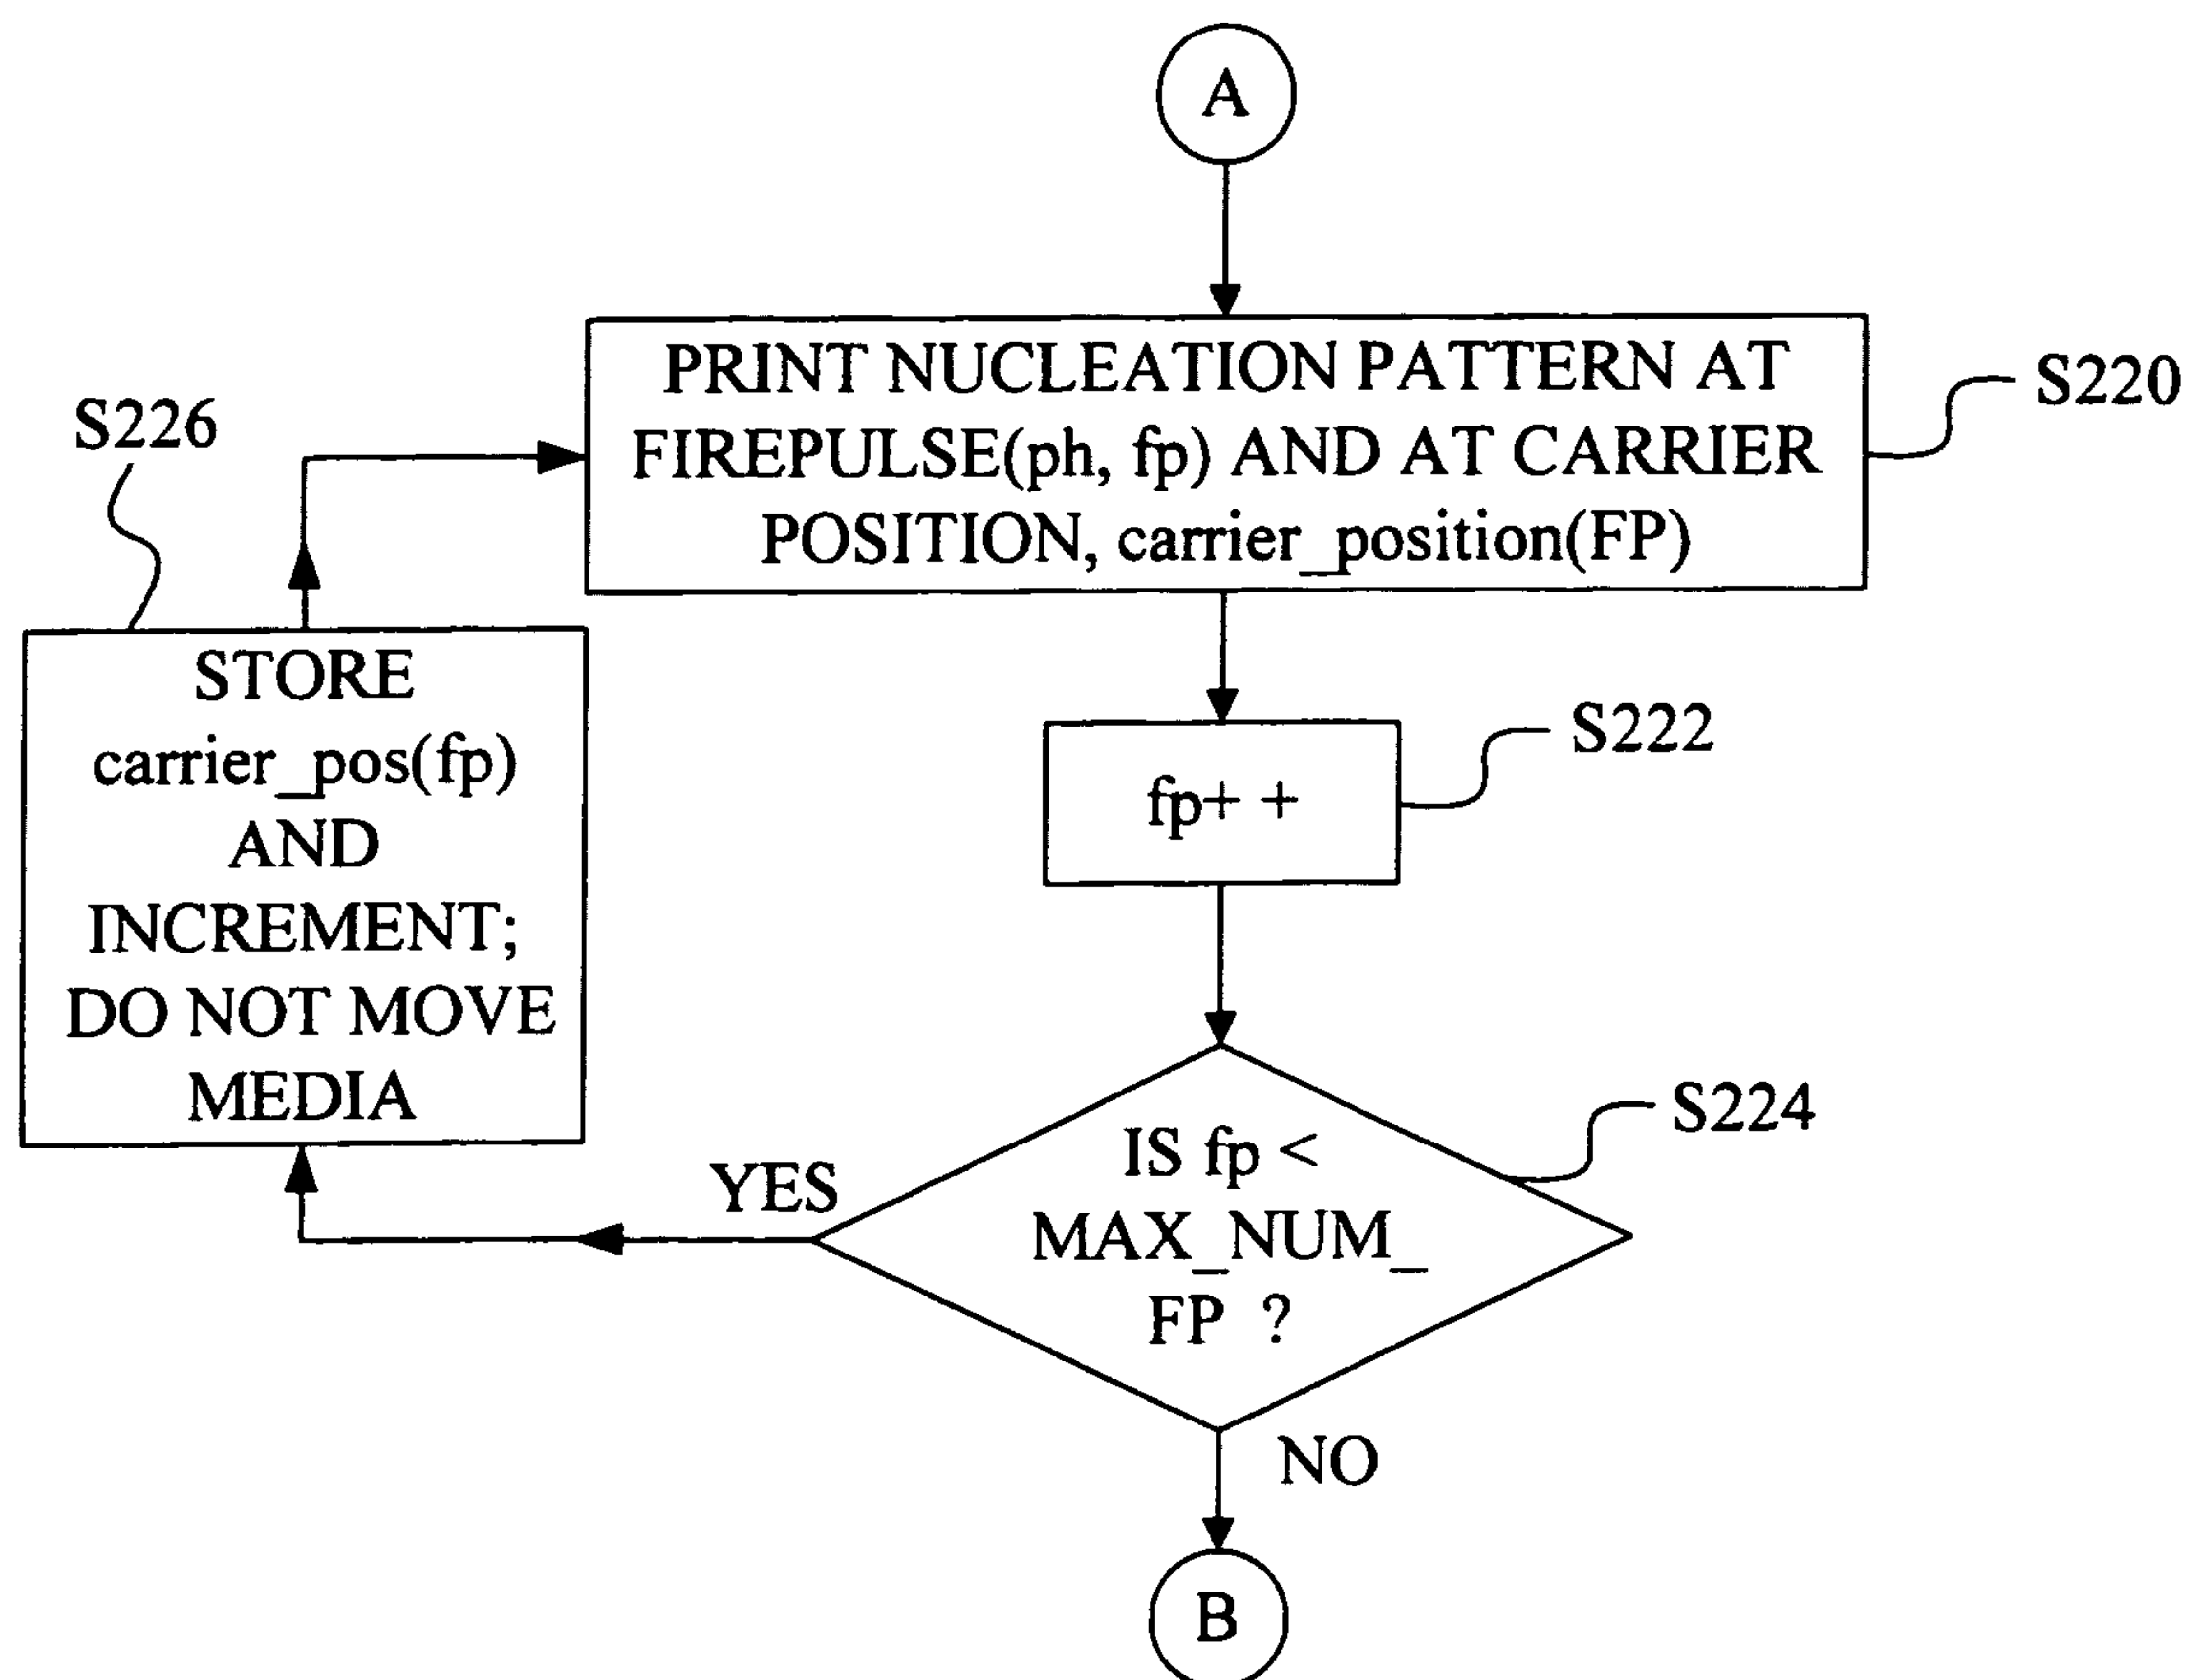 A
PRINT NUCLEATION PATTERN AT
FIREPULSE(ph, fp) AND AT CARRIER
POSITION, carrier_position(FP)
S220
S226
STORE
carrier_pos(fp)
AND
INCREMENT;
DO NOT MOVE
MEDIA
fp+ +
S222
IS fp <
MAX_NUM_
FP ?
S224
YES
NO
B